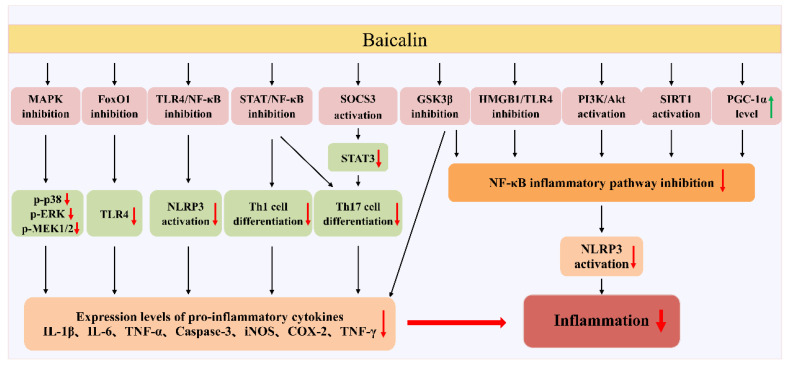 Baicalin
MAPK
inhibition
FoxO1
inhibition
TLR4/NF-κB
inhibition
STAT/NF-κB
inhibition
SOCS3
activation
GSK3β
inhibition
HMGB1/TLR4
inhibition
PI3K/Akt
activation
SIRT1
activation
PGC-1α
level
STAT3
NF-κB inflammatory pathway inhibition
p-p38
p-ERK
p-MEK1/2
TLR4
NLRP3
activation
Th1 cell
differentiation
Th17 cell
differentiation
NLRP3
activation
Expression levels of pro-inflammatory cytokines
IL-1β、IL-6、TNF-α、Caspase-3、iNOS、COX-2、TNF-γ
Inflammation